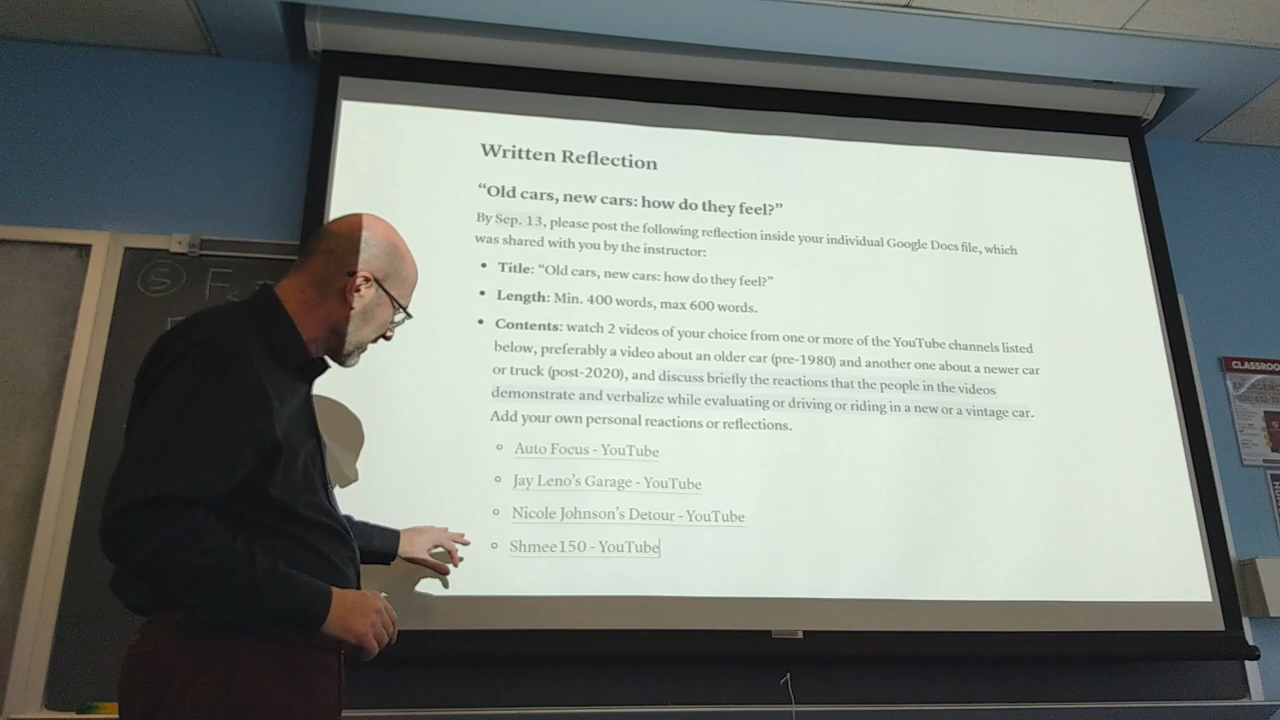 Written Reflection
“Old cars, new cars: how do they feel?”
By Sep. 13, please post the following reflection inside your individual Google Docs file, which
was shared with you by the instructor:
• Title: “Old cars, new cars: how do they feel?”
• Length: Min. 400 words, max 600 words.
• Contents: watch 2 videos of your choice from one or more of the YouTube channels listed
below, preferably a video about an older car (pre-1980) and another one about a newer car
or truck (post-2020), and discuss briefly the reactions that the people in the videos
demonstrate and verbalize while evaluating or driving or riding in a new or a vintage car.
Add your own personal reactions or reflections.
◦ Auto Focus - YouTube
◦ Jay Leno’s Garage - YouTube
◦ Nicole Johnson’s Detour - YouTube
◦ Shmee150 - YouTube
5 F
CLASSROO